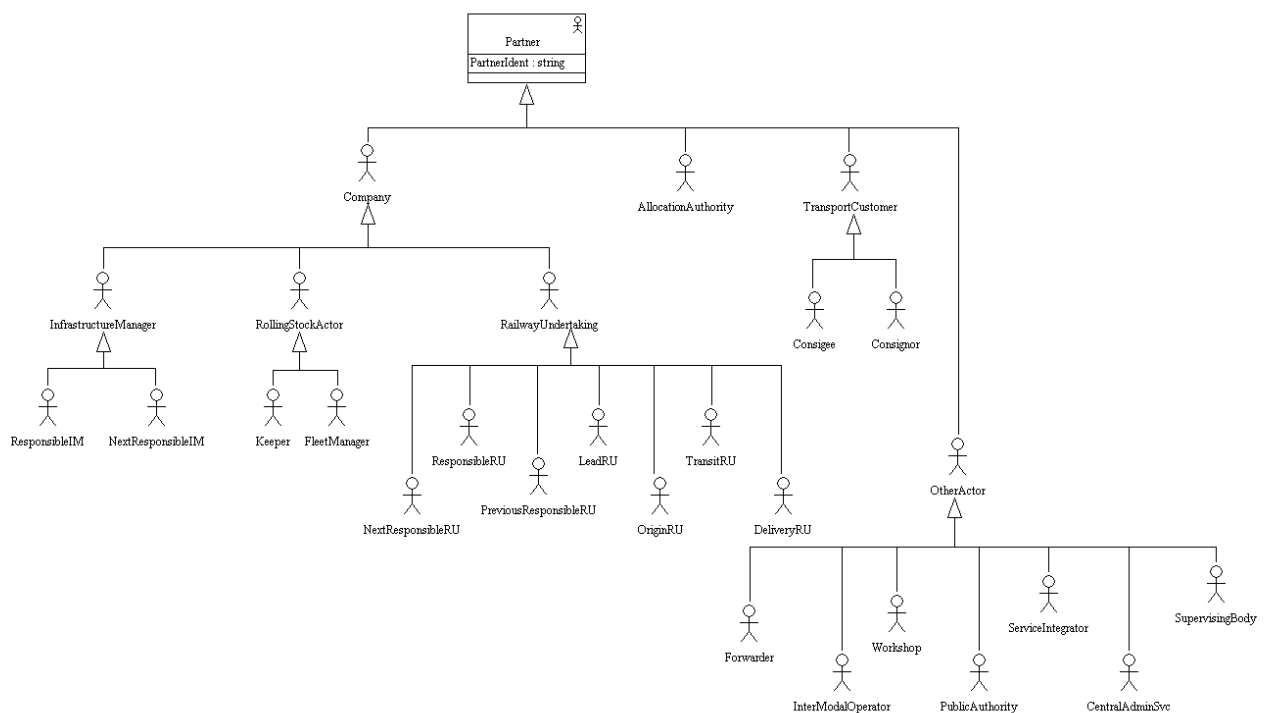 Partner
PartnerIdent : string
Company
AllocationAuthority
TransportCustomer
InfrastructureManager
RollingStockActor
RailwayUndertaking
Consigee
Consignor
ResponsibleIM
NextResponsibleIM
Keeper
FleetManager
ResponsibleRU
LeadRU
TransitRU
OtherActor
PreviousResponsibleRU
NextResponsibleRU
OriginRU
DeliveryRU
SupervisingBody
ServiceIntegrator
Workshop
Forwarder
InterModalOperator
PublicAuthority
CentralAdminSvc